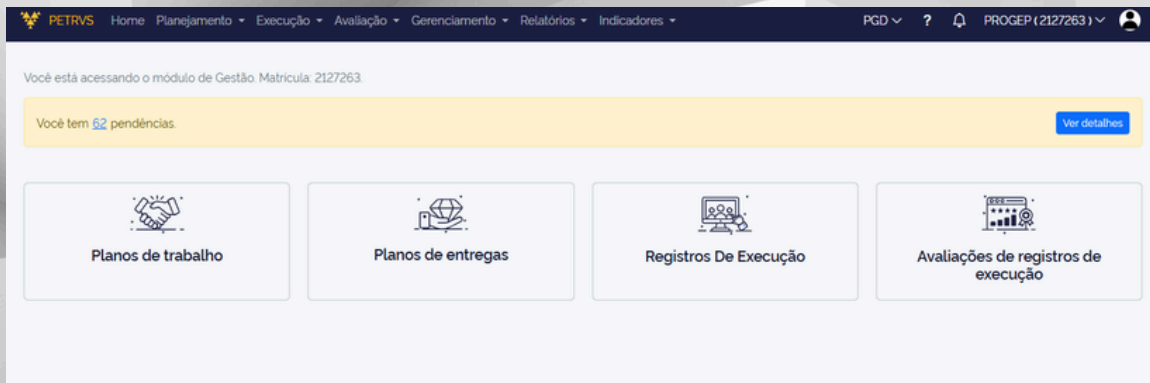 PETRVS Home Planejamento Execução Avaliação Gerenciamento Relatórios Indicadores PGD ? PROGEP ( 2127263 )
Você está acessando o módulo de Gestão. Matrícula: 2127263.
Você tem 62 pendências. Ver detalhes
Planos de trabalho
Planos de entregas
Registros De Execução
Avaliações de registros de
execução